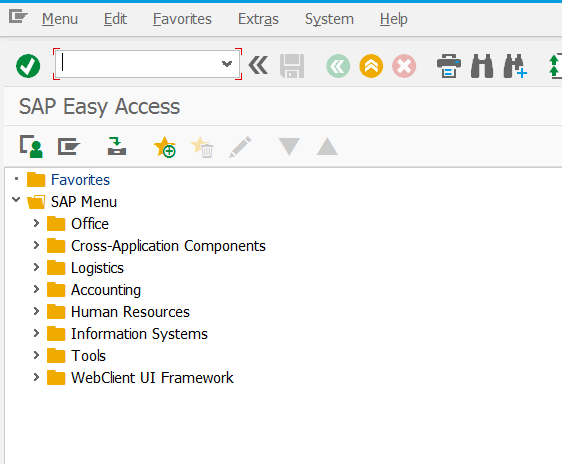 Menu Edit Favorites Extras System Help
SAP Easy Access
Favorites
SAP Menu
Office
Cross-Application Components
Logistics
Accounting
Human Resources
Information Systems
Tools
WebClient UI Framework